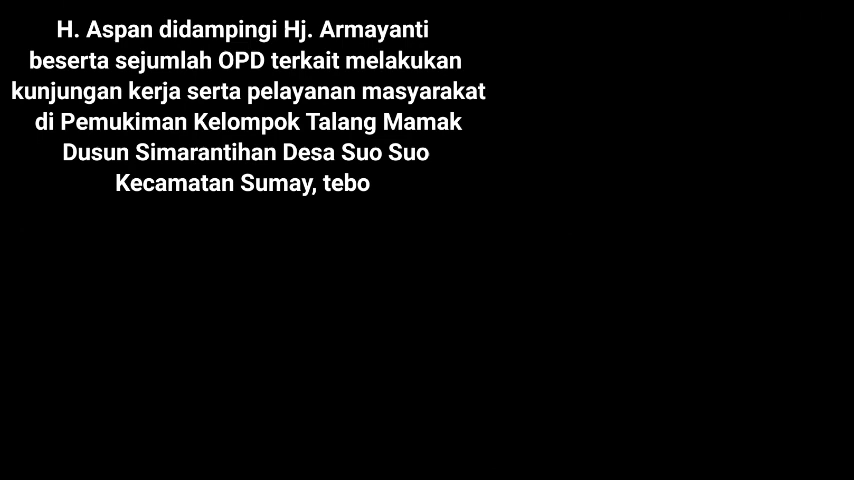 H. Aspan didampingi Hj. Armayanti
beserta sejumlah OPD terkait melakukan
kunjungan kerja serta pelayanan masyarakat
di Pemukiman Kelompok Talang Mamak
Dusun Simarantihan Desa Suo Suo
Kecamatan Sumay, tebo